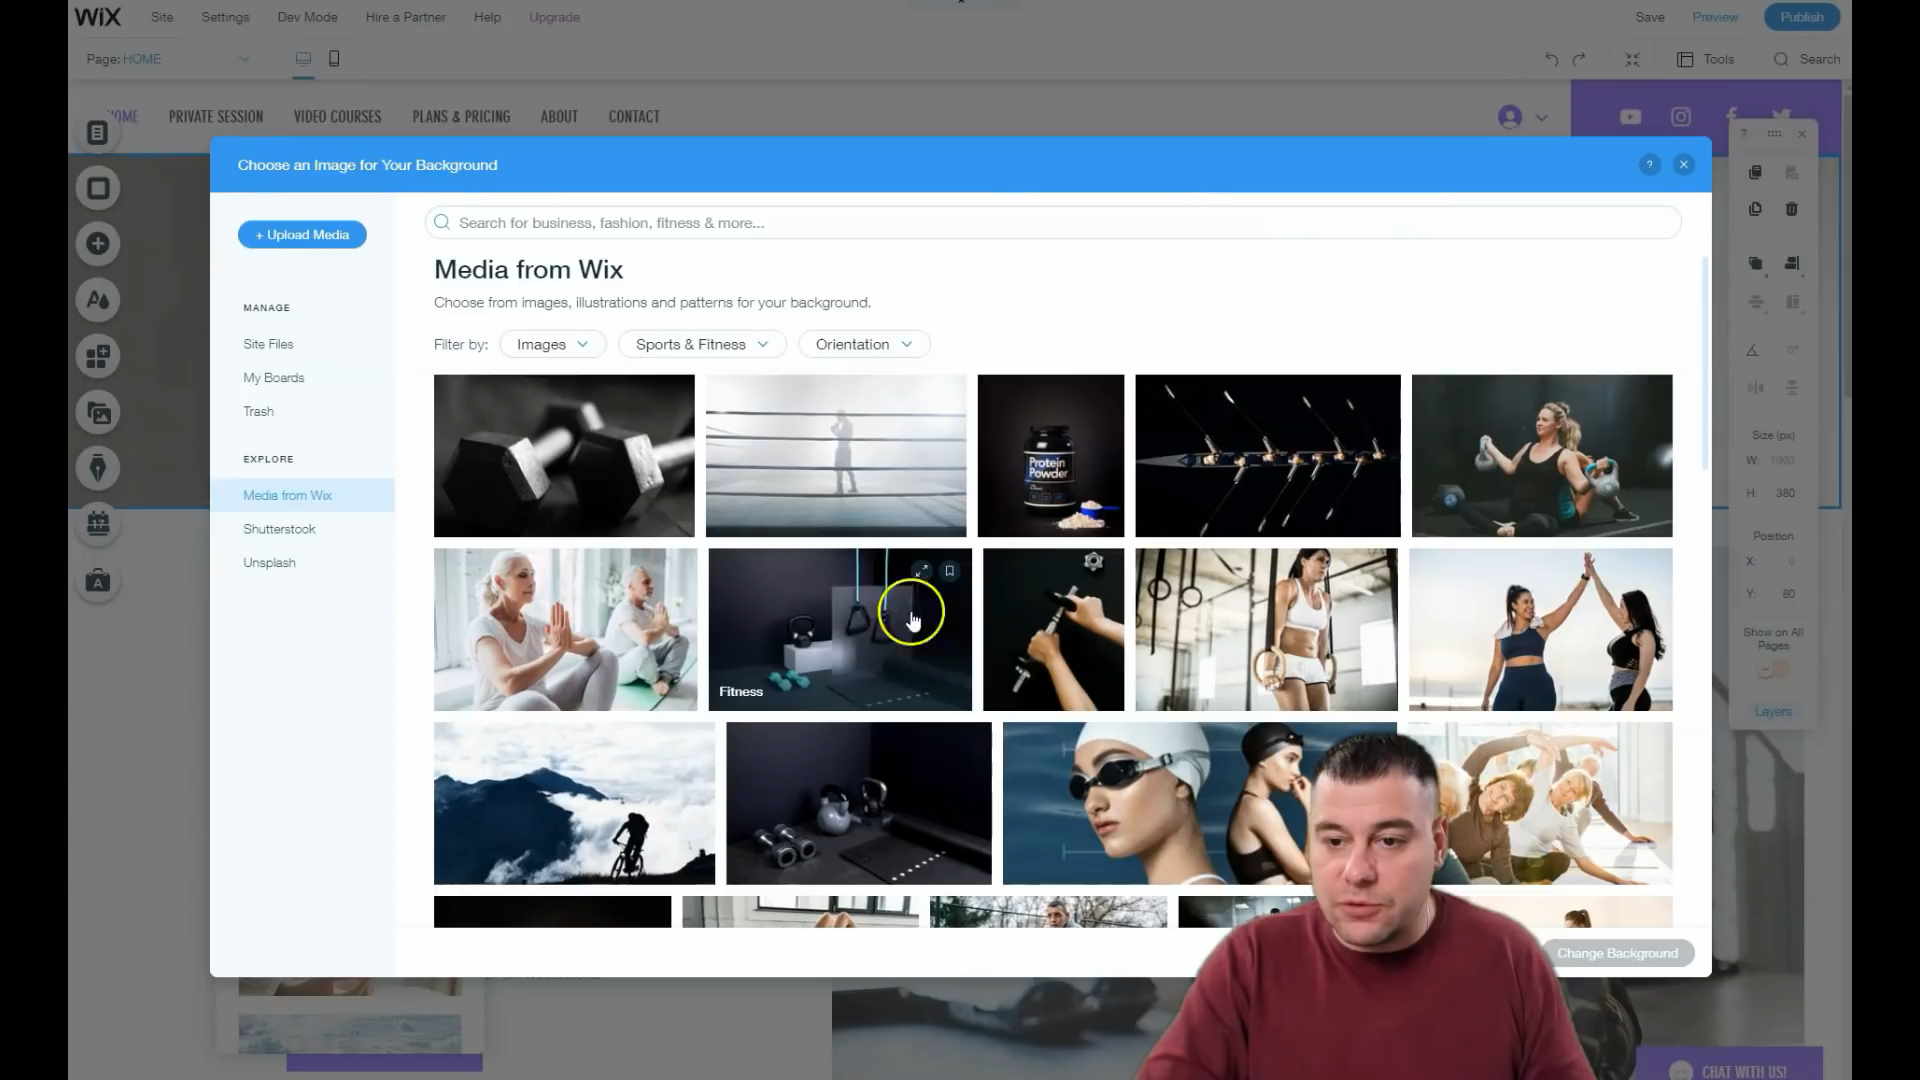 WiX
Site
Settings
Dev Mode
Hire a Partner
Help
Upgrade
Save
Preview
Publish
Page: HOME
Tools
Search
HOME
PRIVATE SESSION
VIDEO COURSES
PLANS & PRICING
ABOUT
CONTACT
Choose an Image for Your Background
?
+ Upload Media
MANAGE
Site Files
My Boards
Trash
EXPLORE
Media from Wix
Shutterstock
Unsplash
Search for business, fashion, fitness & more...
Media from Wix
Choose from images, illustrations and patterns for your background.
Filter by:
Images
Sports & Fitness
Orientation
Protein
Powder
Fitness
Change Background
?
0°
Size (px)
W: 1903
H: 380
Position
X: 0
Y: 80
Show on All
Pages
Layers
CHAT WITH US!